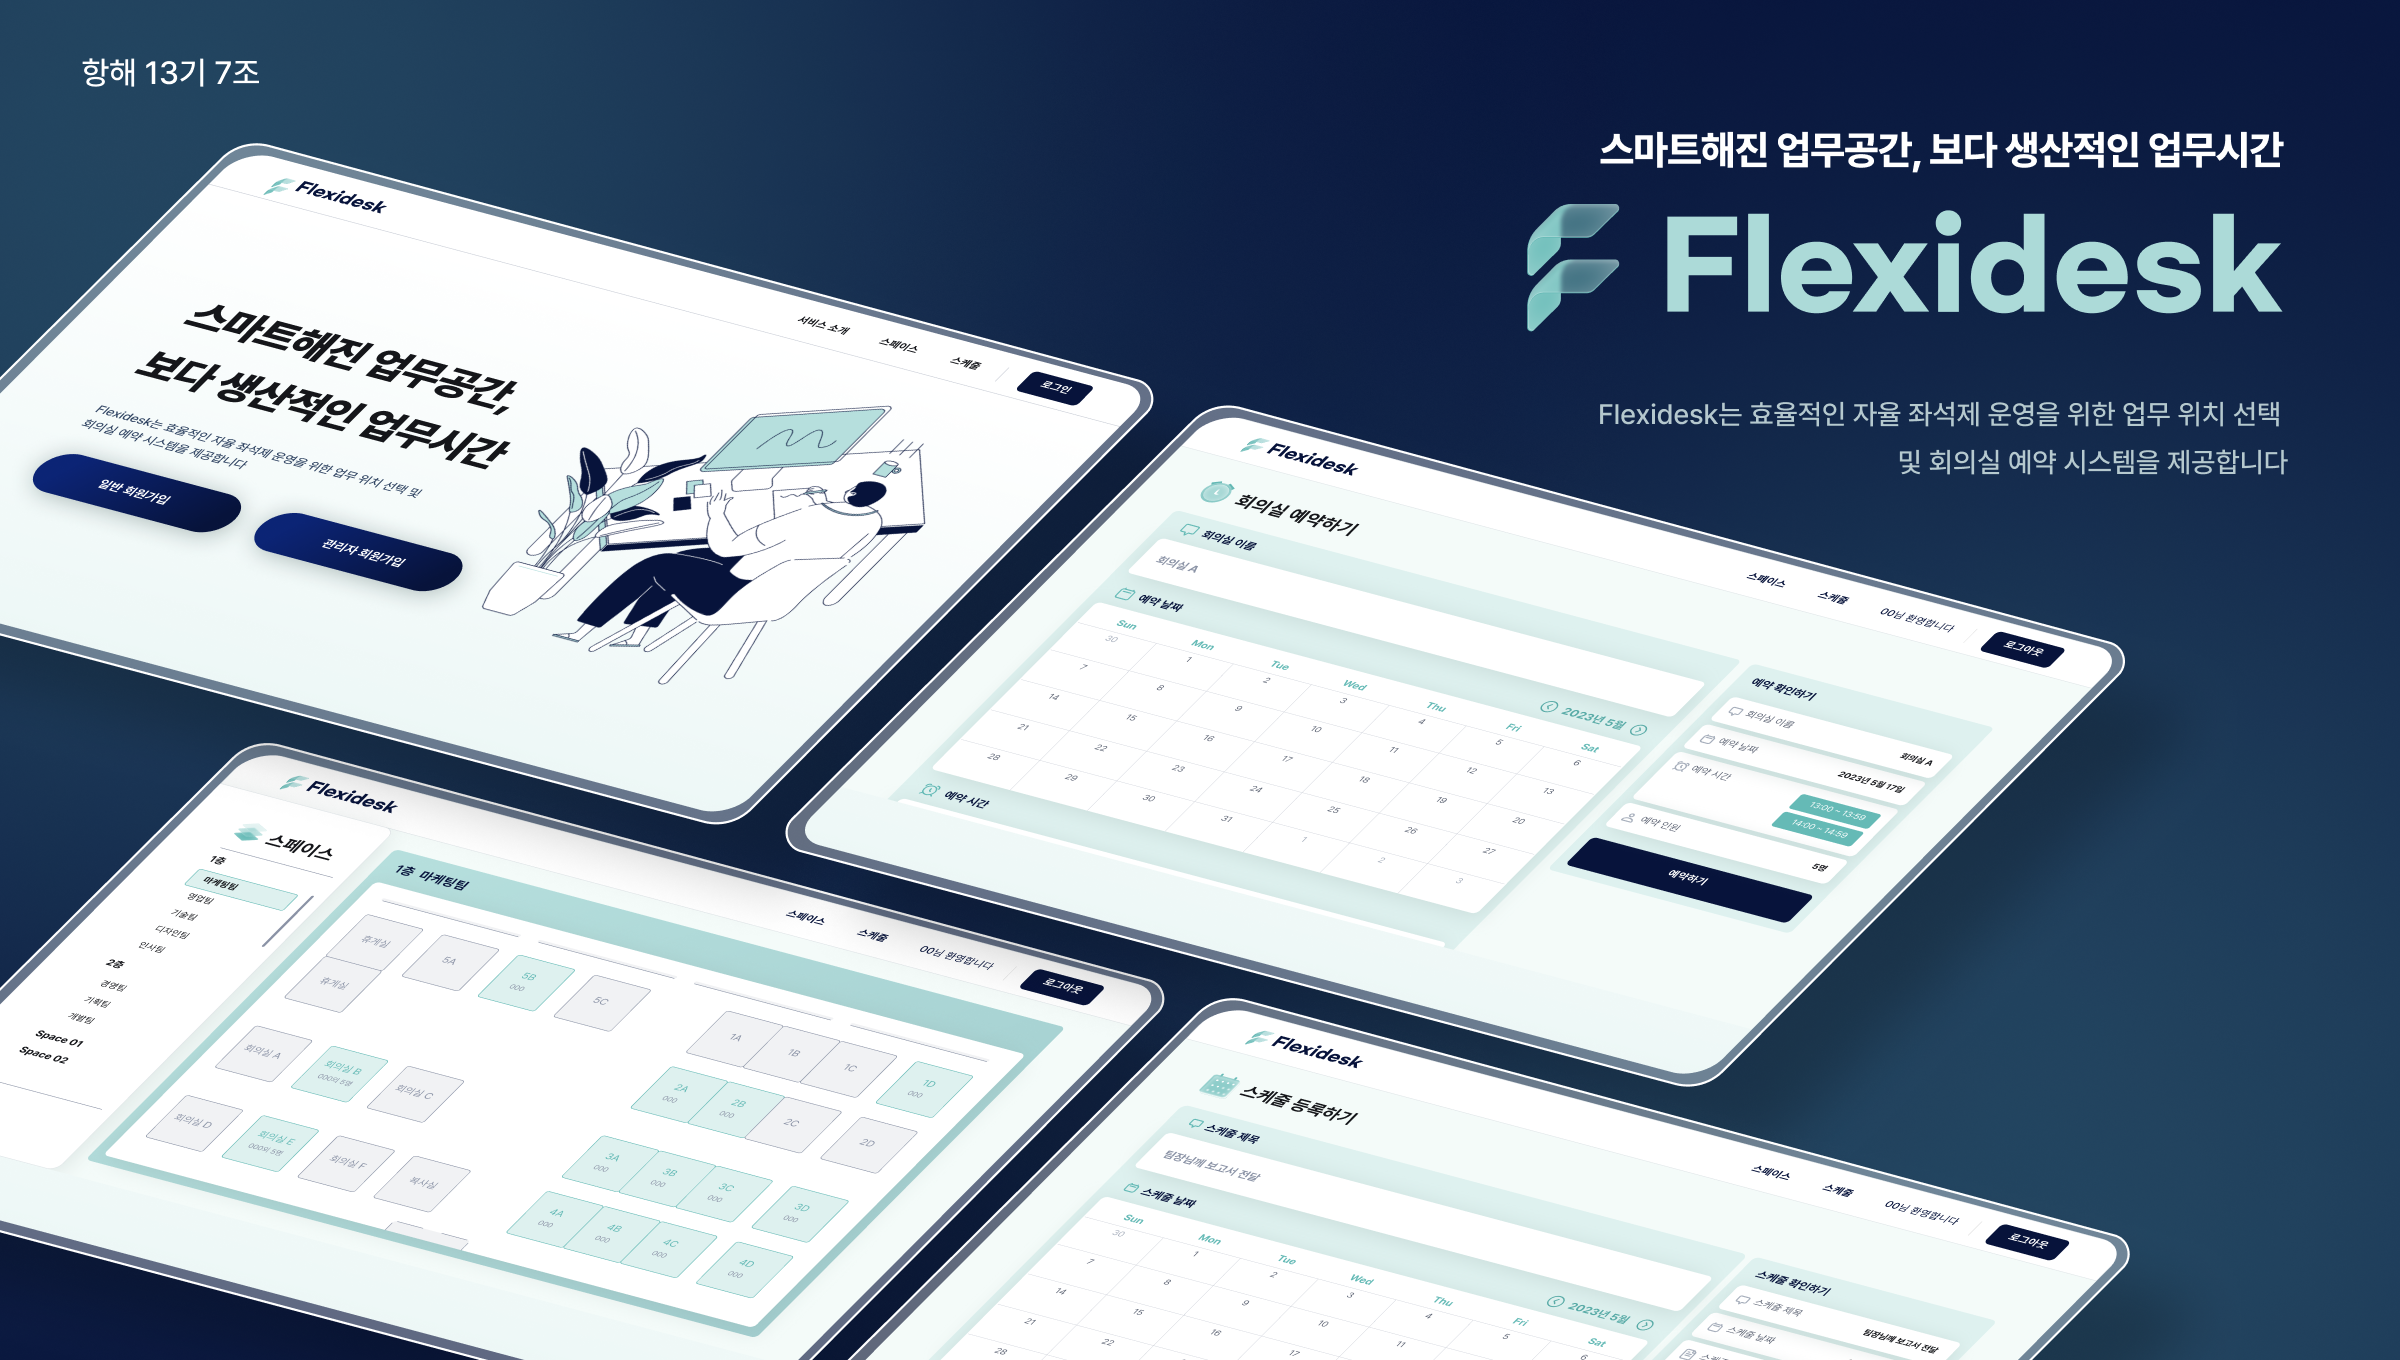 항해 13기 7조
스마트해진 업무공간, 보다 생산적인 업무시간
Flexidesk
Flexidesk는 효율적인 자율 좌석제 운영을 위한 업무 위치 선택
및 회의실 예약 시스템을 제공합니다
Flexidesk
서비스 소개
스페이스
스케줄
로그인
스마트해진 업무공간,
보다 생산적인 업무시간
Flexidesk는 효율적인 자율 좌석제 운영을 위한 업무 위치 선택 및
회의실 예약 시스템을 제공합니다
일반 회원가입
관리자 회원가입
Flexidesk
스페이스
스케줄
00님 환영합니다
로그아웃
회의실 예약하기
회의실 이름
회의실 A
예약 날짜
2023년 5월
Sun Mon Tue Wed Thu Fri Sat
30 1 2 3 4 5 6
7 8 9 10 11 12 13
14 15 16 17 18 19 20
21 22 23 24 25 26 27
28 29 30 31 1 2 3
예약 시간
예약 확인하기
회의실 이름
회의실 A
예약 날짜
2023년 5월 17일
예약 시간
13:00 ~ 13:59
14:00 ~ 14:59
예약 인원
5명
예약하기
Flexidesk
스페이스
스케줄
00님 환영합니다
로그아웃
스페이스
1층
마케팅팀
영업팀
기술팀
디자인팀
인사팀
2층
경영팀
기획팀
개발팀
Space 01
Space 02
1층 마케팅팀
휴게실
휴게실
5A
5B
000
5C
회의실 A
회의실 B
000외 5명
회의실 C
회의실 D
회의실 E
000외 5명
회의실 F
복사실
1A
1B
1C
1D
000
2A
000
2B
000
2C
2D
3A
000
3B
000
3C
000
3D
000
4A
000
4B
000
4C
000
4D
000
Flexidesk
스페이스
스케줄
00님 환영합니다
로그아웃
스케줄 등록하기
스케줄 제목
팀장님께 보고서 전달
스케줄 날짜
2023년 5월
Sun Mon Tue Wed Thu Fri Sat
30 1 2 3 4 5 6
7 8 9 10 11
14 15 16 17
21 22
28
스케줄 확인하기
스케줄 제목
팀장님께 보고서 전달
스케줄 날짜